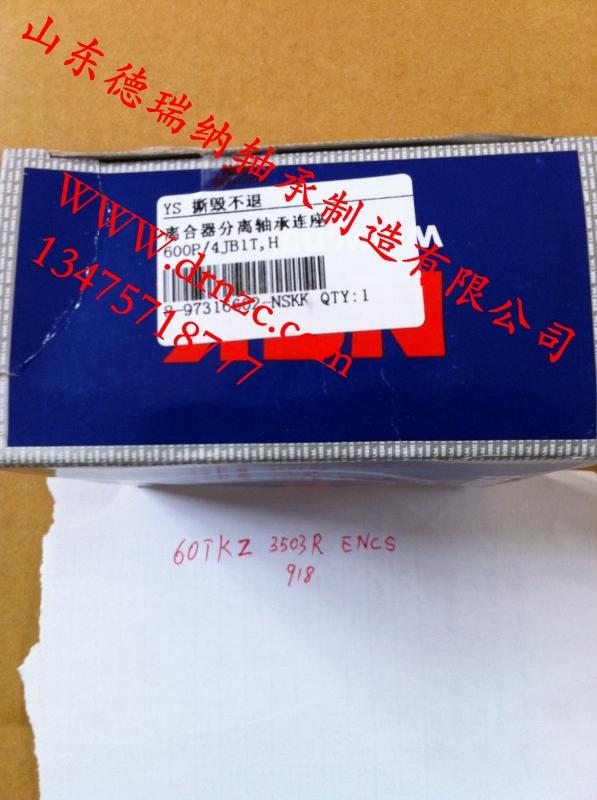 山东德瑞纳轴承制造有限公司
www.drnzc.com
13475718777
YS 撕毁不退
离合器分离轴承连座
600P/4JB1T,H
-NSKK QTY:1
60TKZ 3503R ENCS
918